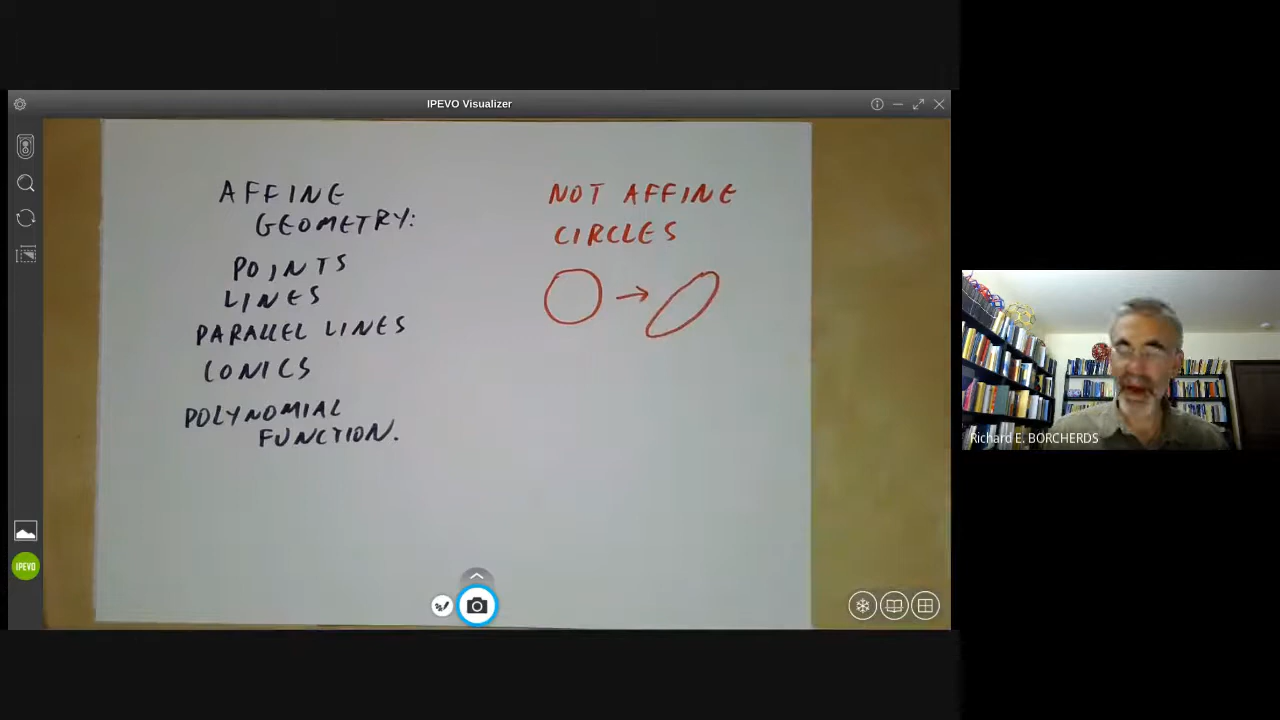 IPEVO Visualizer
AFFINE
GEOMETRY:
POINTS
LINES
PARALLEL LINES
CONICS
POLYNOMIAL
FUNCTION.
NOT AFFINE
CIRCLES
IPEVO
Richard E. BORCHERDS